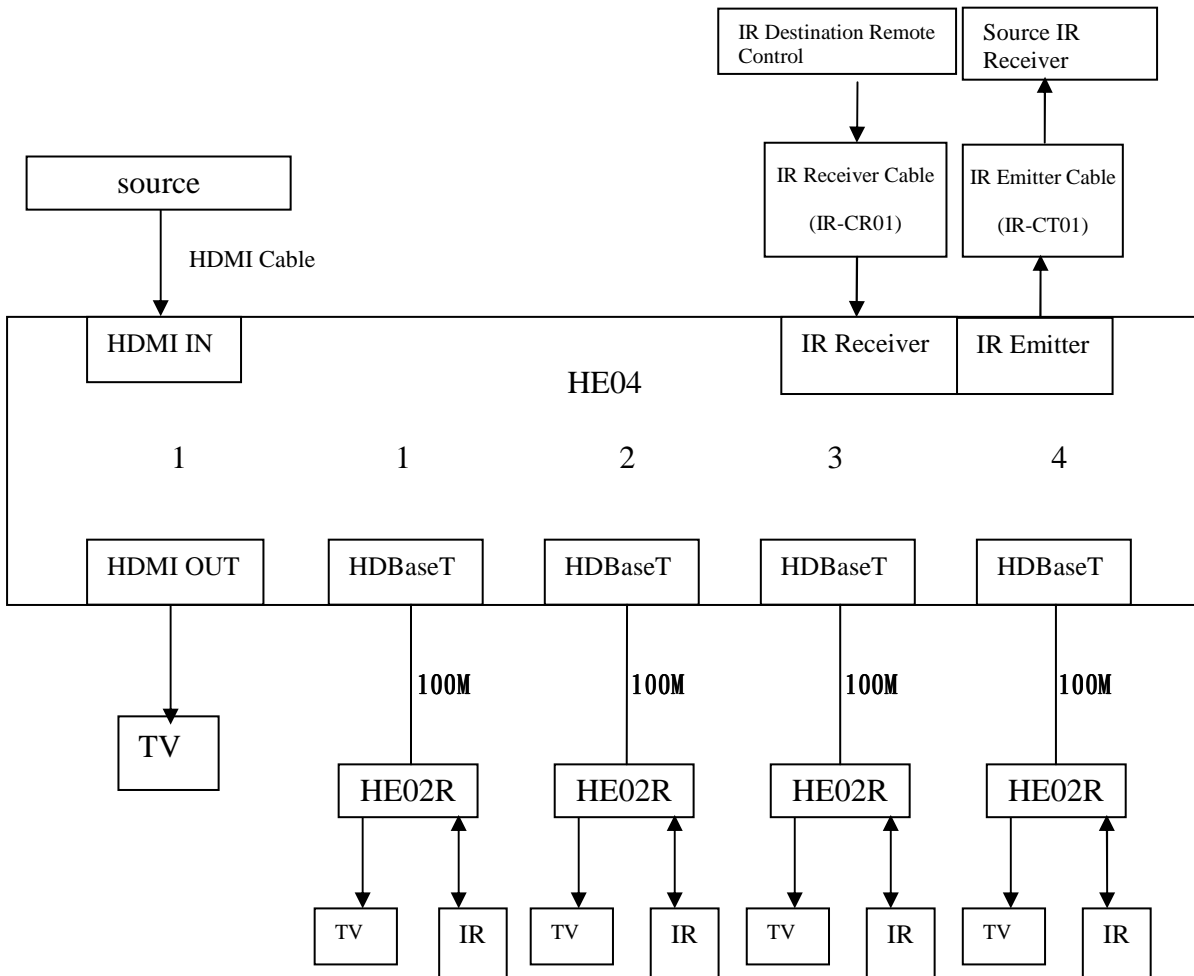 IR Destination Remote
Control
Source IR
Receiver
source
HDMI Cable
IR Receiver Cable
(IR-CR01)
IR Emitter Cable
(IR-CT01)
HDMI IN
IR Receiver
IR Emitter
HE04
1
1
2
3
4
HDMI OUT
HDBaseT
HDBaseT
HDBaseT
HDBaseT
100M
100M
100M
100M
TV
HE02R
HE02R
HE02R
HE02R
TV
IR
TV
IR
TV
IR
TV
IR